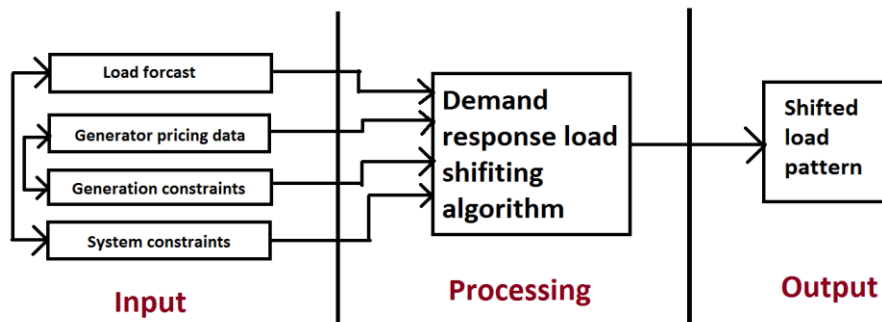 Load forcast
Generator pricing data
Generation constraints
System constraints
Input
Demand
response load
shifiting
algorithm
Processing
Shifted
load
pattern
Output